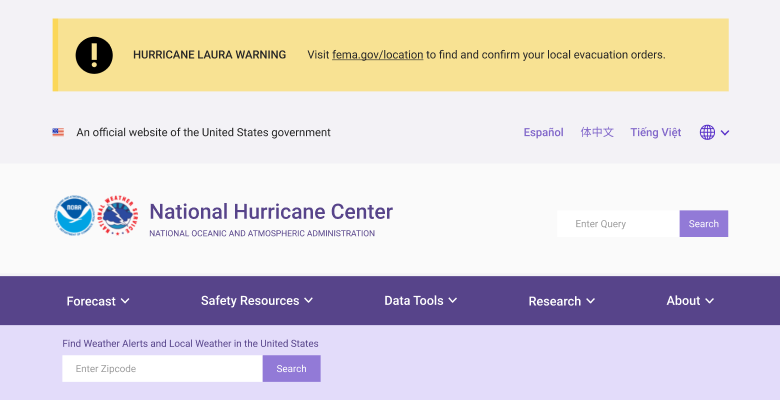 HURRICANE LAURA WARNING Visit fema.gov/location to find and confirm your local evacuation orders.
An official website of the United States government
Español 体中文 Tiếng Việt
NOAA
National Hurricane Center
NATIONAL OCEANIC AND ATMOSPHERIC ADMINISTRATION
Enter Query Search
Forecast Safety Resources Data Tools Research About
Find Weather Alerts and Local Weather in the United States
Enter Zipcode Search